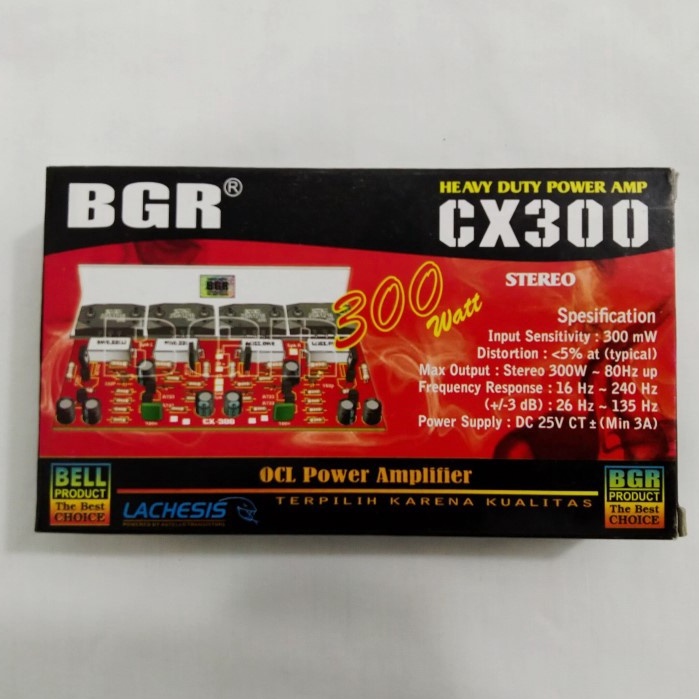 BGR®
HEAVY DUTY POWER AMP
CX300
STEREO
300 Watt
BGR
CX-300
Spesification
Input Sensitivity : 300 mW
Distortion : <5% at (typical)
Max Output : Stereo 300W ~ 80Hz up
Frequency Response : 16 Hz ~ 240 Hz
(+/-3 dB) : 26 Hz ~ 135 Hz
Power Supply : DC 25V CT ± (Min 3A)
OCL Power Amplifier
TERPILIH KARENA KUALITAS
BELL
PRODUCT
The Best
CHOICE
LACHESIS
BGR
PRODUCT
The Best
CHOICE